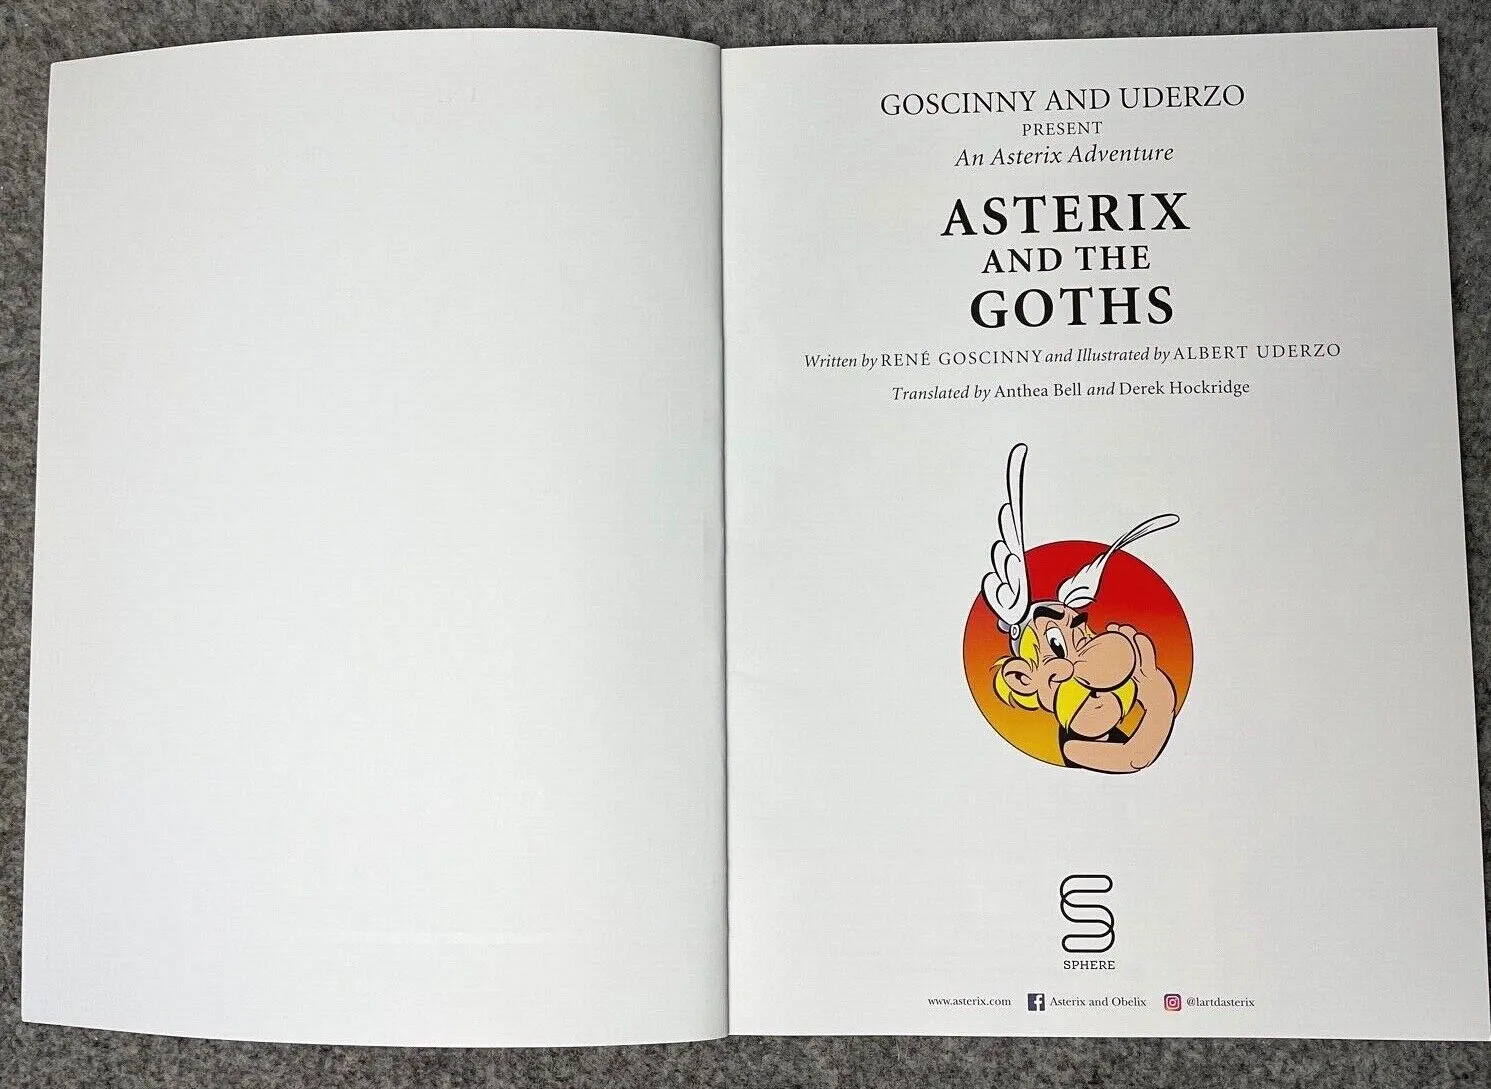 GOSCINNY AND UDERZO
PRESENT
An Asterix Adventure
ASTERIX
AND THE
GOTHS
Written by RENÉ GOSCINNY and Illustrated by ALBERT UDERZO
Translated by Anthea Bell and Derek Hockridge
SPHERE
www.asterix.com Asterix and Obelix @lartdasterix